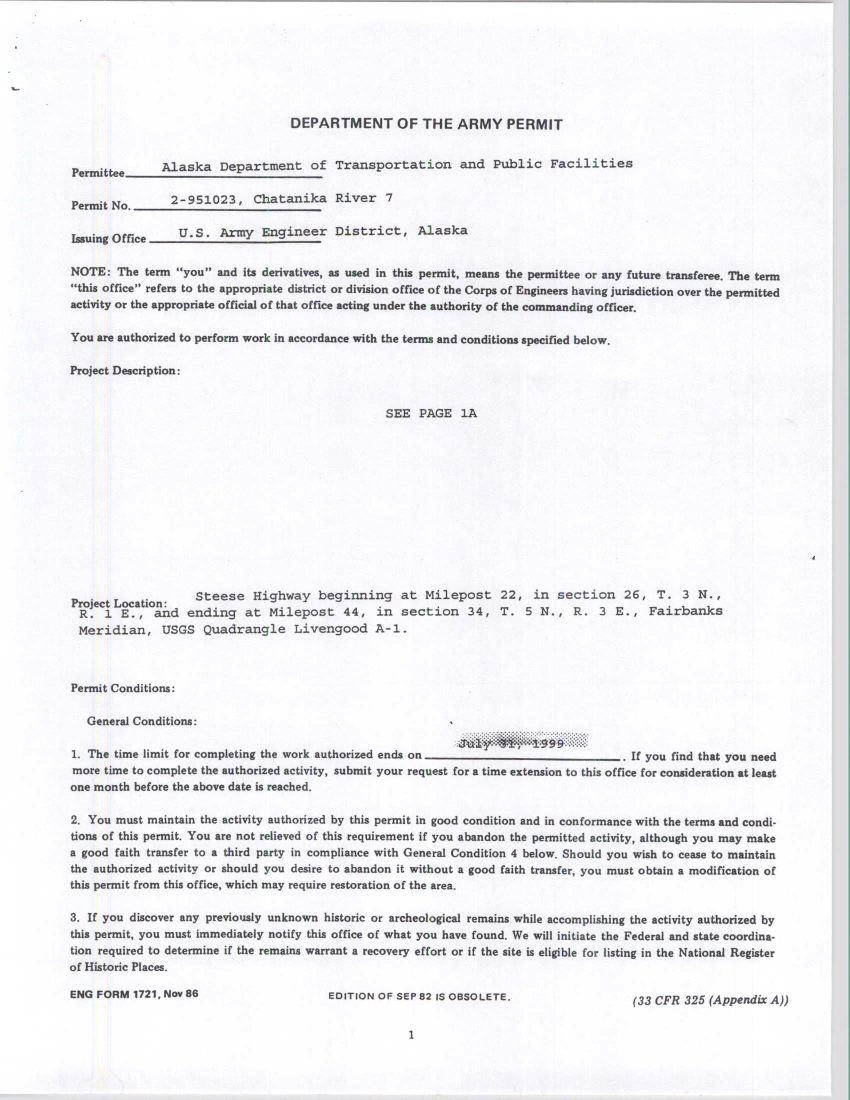 DEPARTMENT OF THE ARMY PERMIT
Permittee Alaska Department of Transportation and Public Facilities
Permit No. 2-951023, Chatanika River 7
Issuing Office U.S. Army Engineer District, Alaska
NOTE: The term "you" and its derivatives, as used in this permit, means the permittee or any future transferee. The term
"this office" refers to the appropriate district or division office of the Corps of Engineers having jurisdiction over the permitted
activity or the appropriate official of that office acting under the authority of the commanding officer.
You are authorized to perform work in accordance with the terms and conditions specified below.
Project Description:
SEE PAGE 1A
Project Location: Steese Highway beginning at Milepost 22, in section 26, T. 3 N.,
R. 1 E., and ending at Milepost 44, in section 34, T. 5 N., R. 3 E., Fairbanks
Meridian, USGS Quadrangle Livengood A-1.
Permit Conditions:
General Conditions:
1. The time limit for completing the work authorized ends on July 31, 1999. If you find that you need
more time to complete the authorized activity, submit your request for a time extension to this office for consideration at least
one month before the above date is reached.
2. You must maintain the activity authorized by this permit in good condition and in conformance with the terms and condi-
tions of this permit. You are not relieved of this requirement if you abandon the permitted activity, although you may make
a good faith transfer to a third party in compliance with General Condition 4 below. Should you wish to cease to maintain
the authorized activity or should you desire to abandon it without a good faith transfer, you must obtain a modification of
this permit from this office, which may require restoration of the area.
3. If you discover any previously unknown historic or archeological remains while accomplishing the activity authorized by
this permit, you must immediately notify this office of what you have found. We will initiate the Federal and state coordina-
tion required to determine if the remains warrant a recovery effort or if the site is eligible for listing in the National Register
of Historic Places.
ENG FORM 1721, Nov 86 EDITION OF SEP 82 IS OBSOLETE. (33 CFR 325 (Appendix A))
1